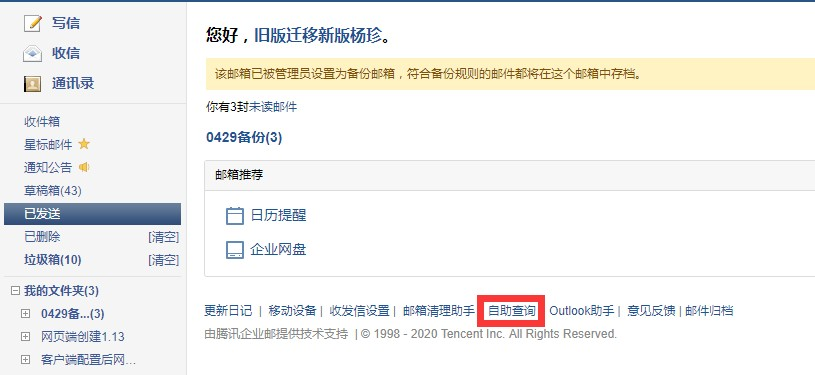 写信
收信
通讯录
收件箱
星标邮件
通知公告
草稿箱(43)
已发送
已删除 [清空]
垃圾箱(10) [清空]
我的文件夹(3)
0429备...(3)
网页端创建1.13
客户端配置后网...
您好，旧版迁移新版杨珍。
该邮箱已被管理员设置为备份邮箱，符合备份规则的邮件都将在这个邮箱中存档。
你有3封未读邮件
0429备份(3)
邮箱推荐
日历提醒
企业网盘
更新日记 | 移动设备 | 收发信设置 | 邮箱清理助手 | 自助查询 | Outlook助手 | 意见反馈 | 邮件归档
由腾讯企业邮提供技术支持 | © 1998 - 2020 Tencent Inc. All Rights Reserved.